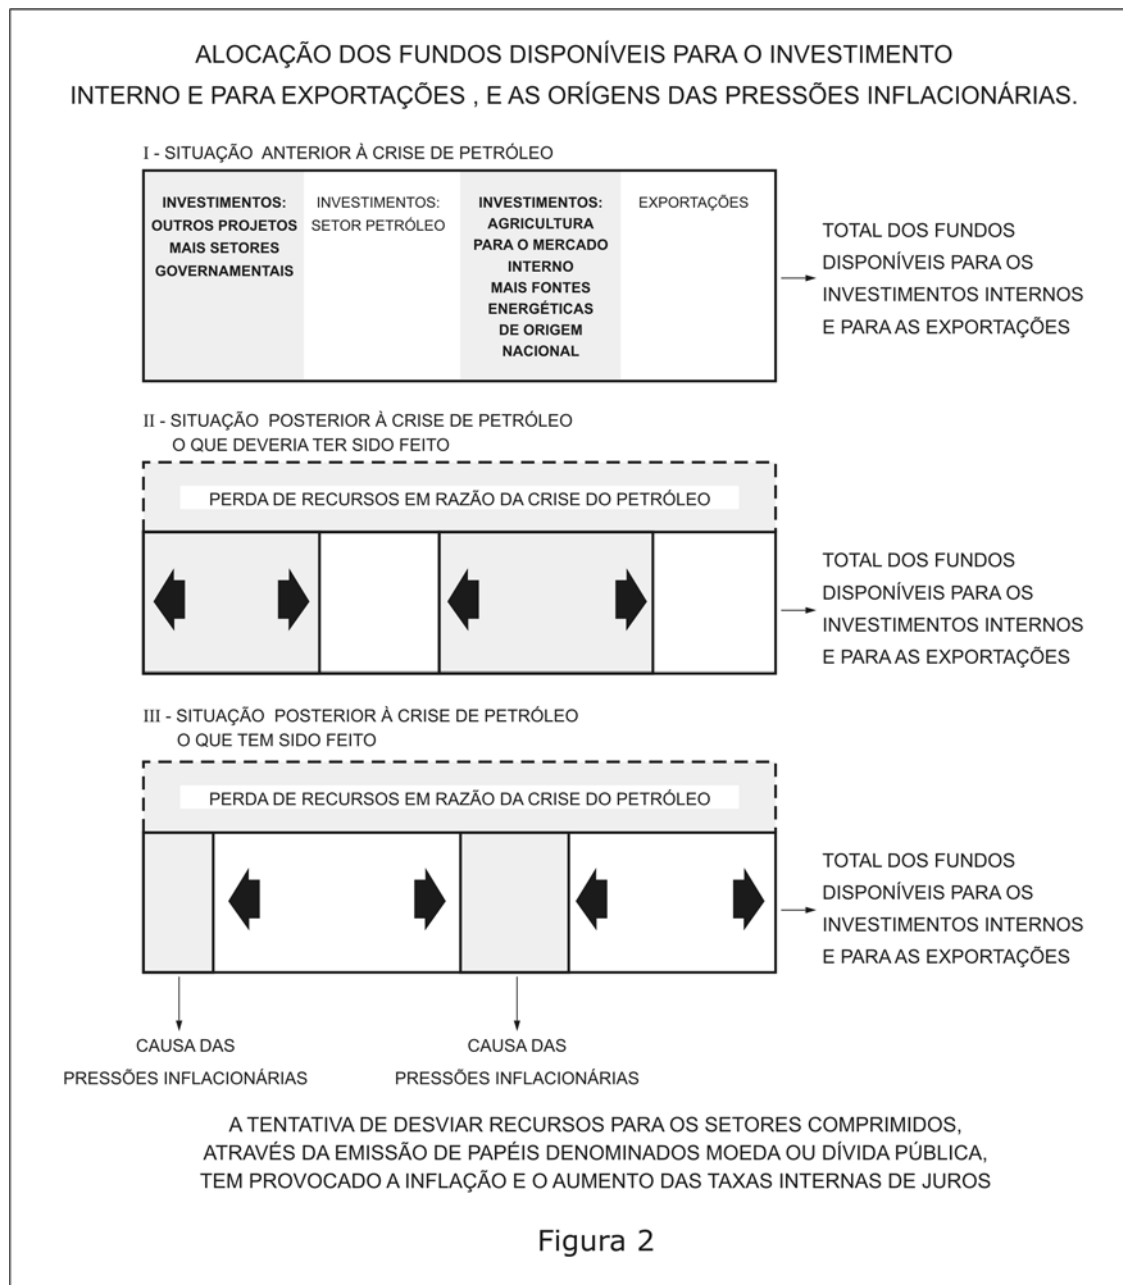 ALOCAÇÃO DOS FUNDOS DISPONÍVEIS PARA O INVESTIMENTO
INTERNO E PARA EXPORTAÇÕES , E AS ORÍGENS DAS PRESSÕES INFLACIONÁRIAS.
I - SITUAÇÃO ANTERIOR À CRISE DE PETRÓLEO
INVESTIMENTOS:
OUTROS PROJETOS
MAIS SETORES
GOVERNAMENTAIS
INVESTIMENTOS:
SETOR PETRÓLEO
INVESTIMENTOS:
AGRICULTURA
PARA O MERCADO
INTERNO
MAIS FONTES
ENERGÉTICAS
DE ORIGEM
NACIONAL
EXPORTAÇÕES
TOTAL DOS FUNDOS
DISPONÍVEIS PARA OS
INVESTIMENTOS INTERNOS
E PARA AS EXPORTAÇÕES
II - SITUAÇÃO POSTERIOR À CRISE DE PETRÓLEO
O QUE DEVERIA TER SIDO FEITO
PERDA DE RECURSOS EM RAZÃO DA CRISE DO PETRÓLEO
TOTAL DOS FUNDOS
DISPONÍVEIS PARA OS
INVESTIMENTOS INTERNOS
E PARA AS EXPORTAÇÕES
III - SITUAÇÃO POSTERIOR À CRISE DE PETRÓLEO
O QUE TEM SIDO FEITO
PERDA DE RECURSOS EM RAZÃO DA CRISE DO PETRÓLEO
TOTAL DOS FUNDOS
DISPONÍVEIS PARA OS
INVESTIMENTOS INTERNOS
E PARA AS EXPORTAÇÕES
CAUSA DAS
PRESSÕES INFLACIONÁRIAS
CAUSA DAS
PRESSÕES INFLACIONÁRIAS
A TENTATIVA DE DESVIAR RECURSOS PARA OS SETORES COMPRIMIDOS,
ATRAVÉS DA EMISSÃO DE PAPÉIS DENOMINADOS MOEDA OU DÍVIDA PÚBLICA,
TEM PROVOCADO A INFLAÇÃO E O AUMENTO DAS TAXAS INTERNAS DE JUROS
Figura 2